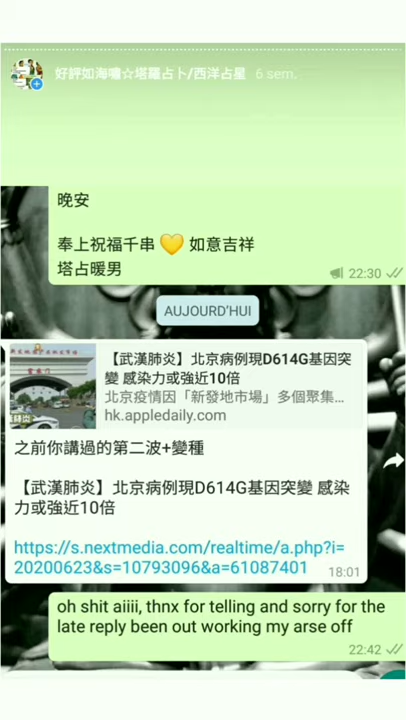 好評如海嘯☆塔羅占卜/西洋占星 6 sem.
晚安
奉上祝福千串 💛 如意吉祥
塔占暖男
22:30
AUJOURD'HUI
【武漢肺炎】北京病例現D614G基因突
變 感染力或強近10倍
北京疫情因「新發地市場」多個聚集...
hk.appledaily.com
之前你講過的第二波+變種
【武漢肺炎】北京病例現D614G基因突變 感染
力或強近10倍
https://s.nextmedia.com/realtime/a.php?i=
20200623&s=10793096&a=61087401
18:01
oh shit aiiii, thnx for telling and sorry for the
late reply been out working my arse off
22:42